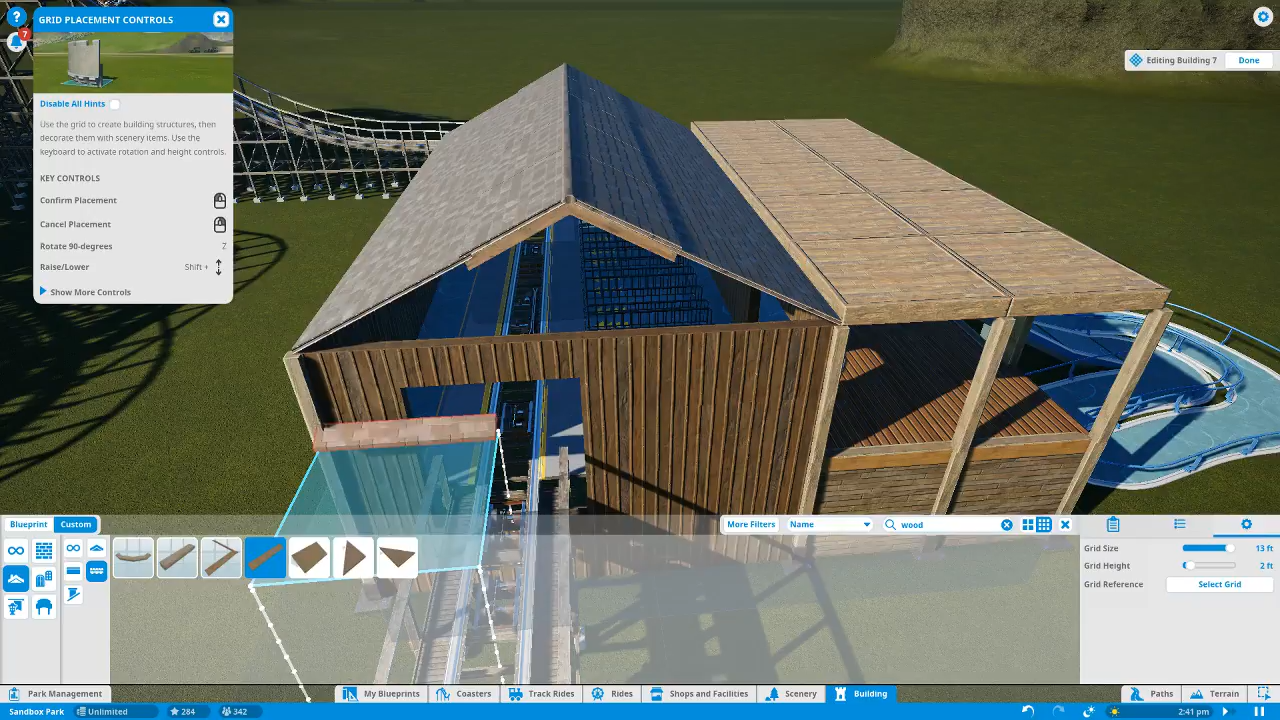 GRID PLACEMENT CONTROLS
7
Disable All Hints
Use the grid to create building structures, then
decorate them with scenery items. Use the
keyboard to activate rotation and height controls.
KEY CONTROLS
Confirm Placement
Cancel Placement
Rotate 90-degrees Z
Raise/Lower Shift +
Show More Controls
Editing Building 7 Done
Blueprint Custom
More Filters Name wood
Grid Size 13 ft
Grid Height 2 ft
Grid Reference Select Grid
Park Management My Blueprints Coasters Track Rides Rides Shops and Facilities Scenery Building Paths Terrain
Sandbox Park Unlimited 284 342 2:41 pm